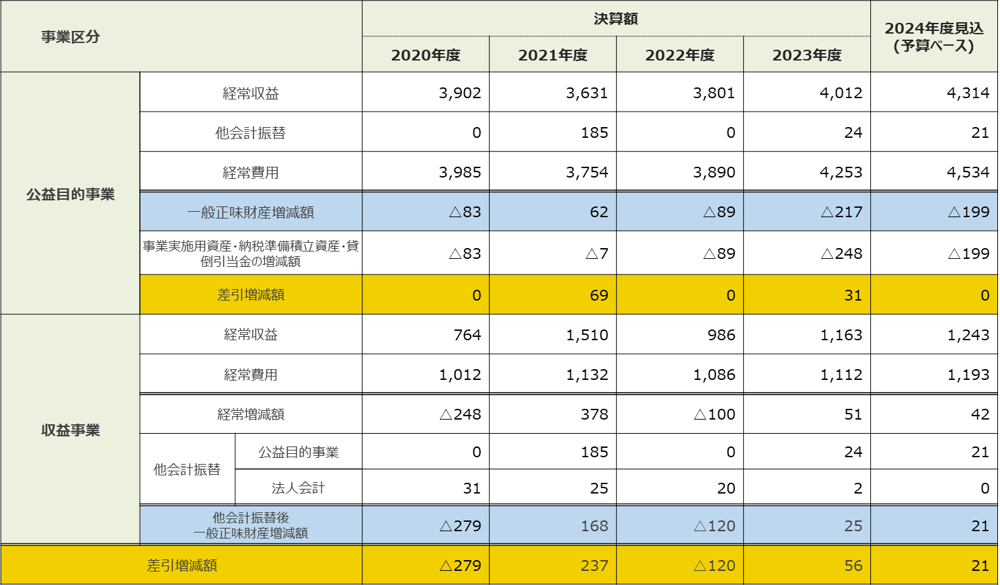 事業区分
決算額
2024年度見込
(予算ベース)
2020年度 2021年度 2022年度 2023年度
公益目的事業
経常収益 3,902 3,631 3,801 4,012 4,314
他会計振替 0 185 0 24 21
経常費用 3,985 3,754 3,890 4,253 4,534
一般正味財産増減額 △83 62 △89 △217 △199
事業実施用資産・納税準備積立資産・貸
倒引当金の増減額 △83 △7 △89 △248 △199
差引増減額 0 69 0 31 0
収益事業
経常収益 764 1,510 986 1,163 1,243
経常費用 1,012 1,132 1,086 1,112 1,193
経常増減額 △248 378 △100 51 42
他会計振替
公益目的事業 0 185 0 24 21
法人会計 31 25 20 2 0
他会計振替後
一般正味財産増減額 △279 168 △120 25 21
差引増減額 △279 237 △120 56 21